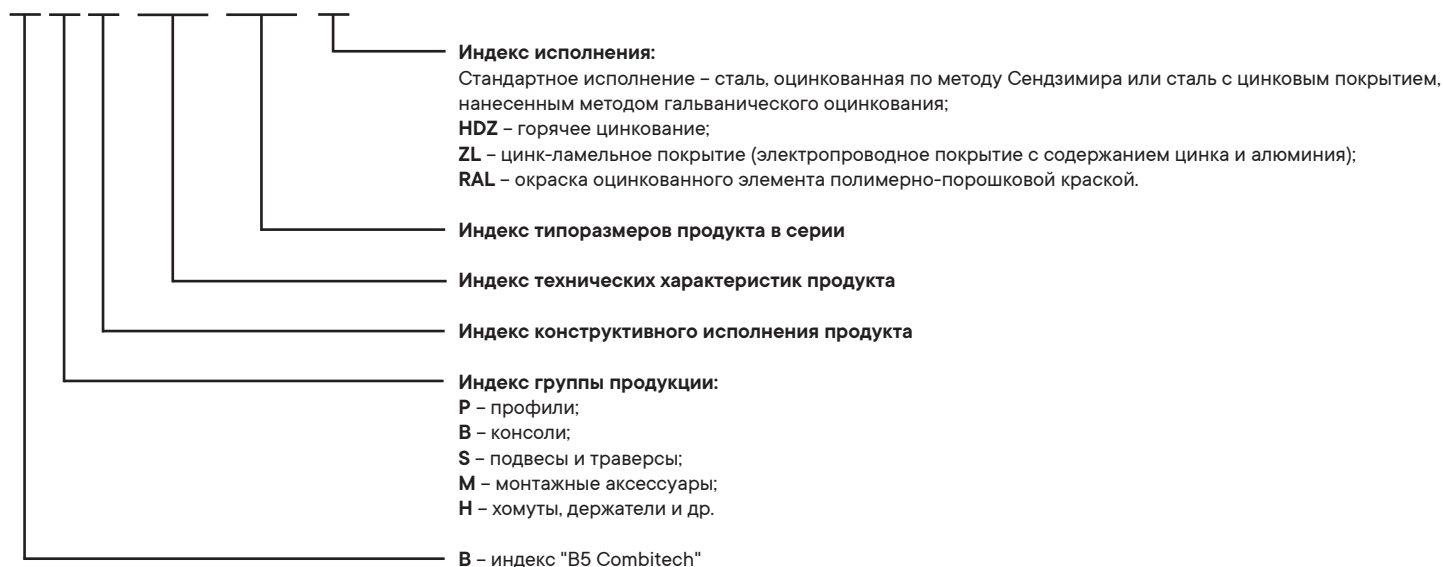 Индекс исполнения:
Стандартное исполнение – сталь, оцинкованная по методу Сендзимира или сталь с цинковым покрытием,
нанесенным методом гальванического оцинкования;
HDZ – горячее цинкование;
ZL – цинк-ламельное покрытие (электропроводное покрытие с содержанием цинка и алюминия);
RAL – окраска оцинкованного элемента полимерно-порошковой краской.
Индекс типоразмеров продукта в серии
Индекс технических характеристик продукта
Индекс конструктивного исполнения продукта
Индекс группы продукции:
P – профили;
B – консоли;
S – подвесы и траверсы;
M – монтажные аксессуары;
H – хомуты, держатели и др.
B – индекс "B5 Combitech"